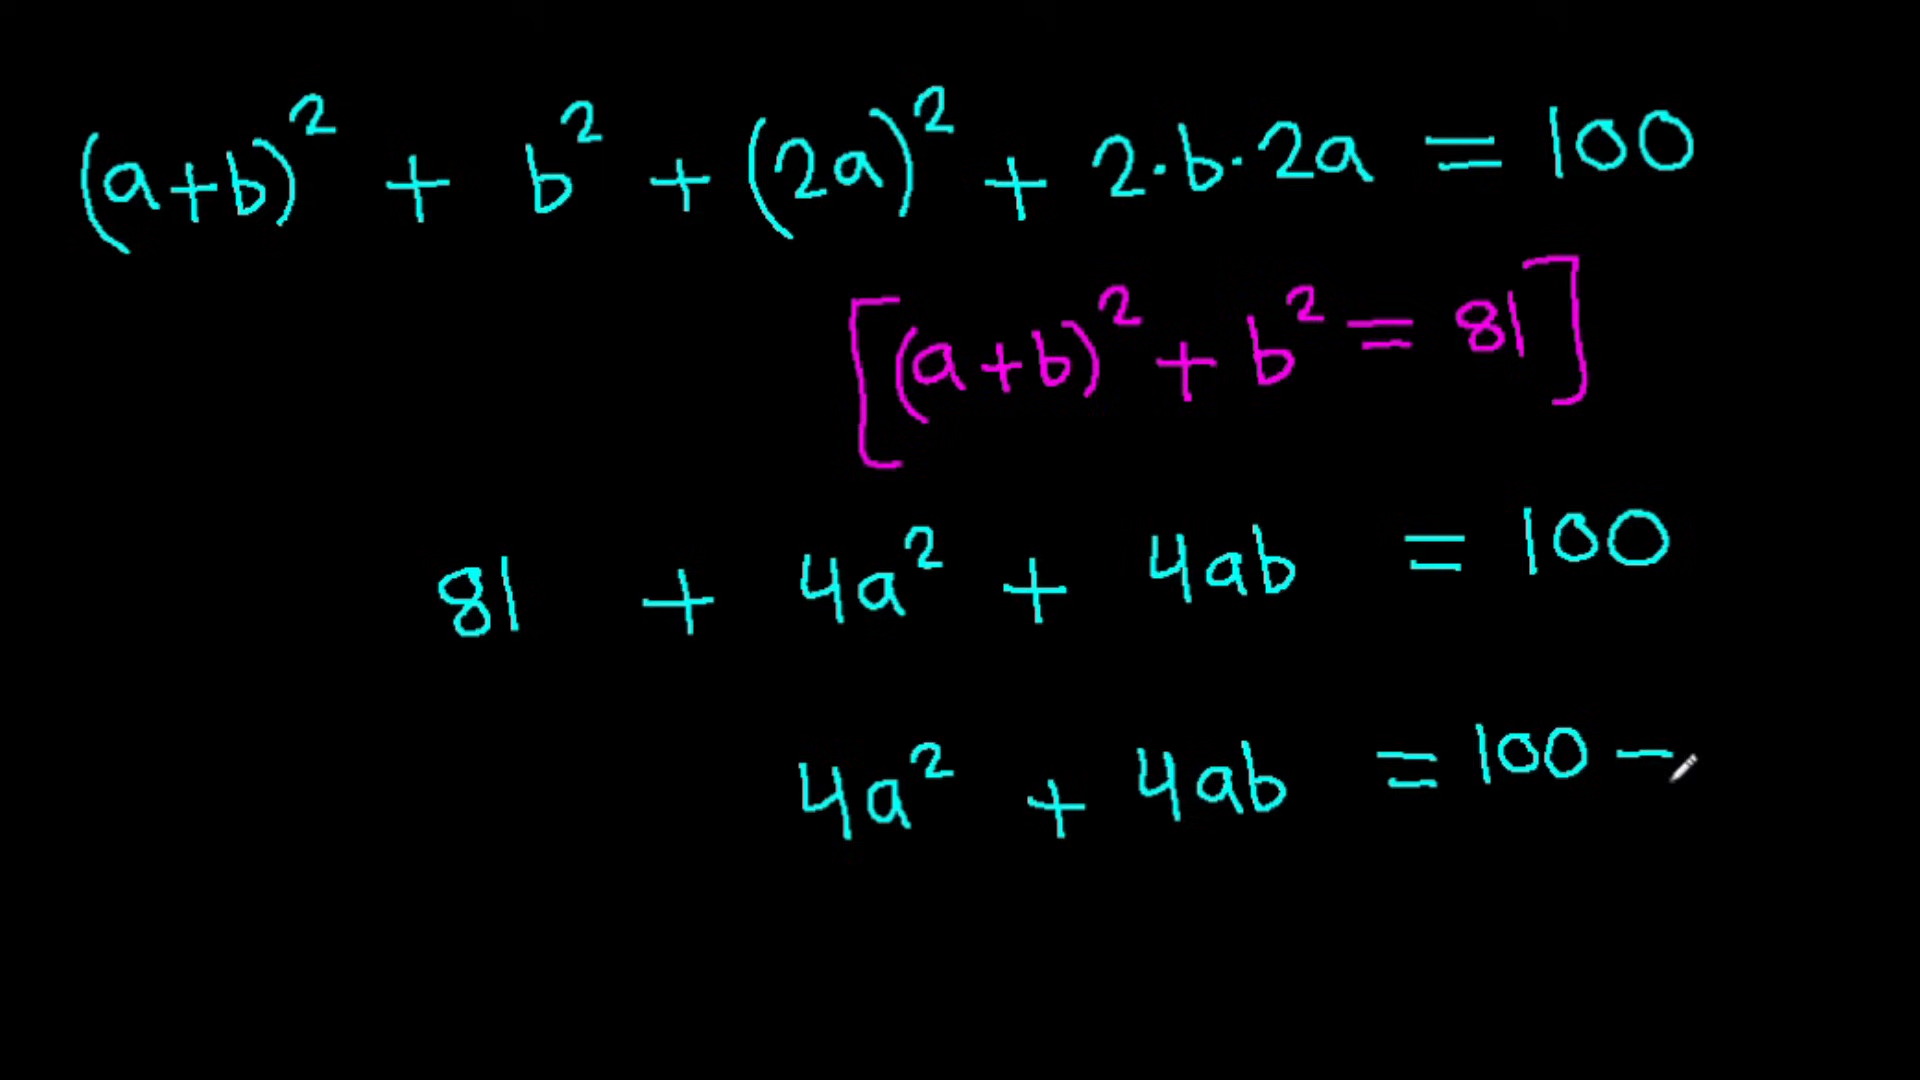 (a+b)² + b² + (2a)² + 2·b·2a = 100
[(a+b)² + b² = 81]
81 + 4a² + 4ab = 100
4a² + 4ab = 100 −